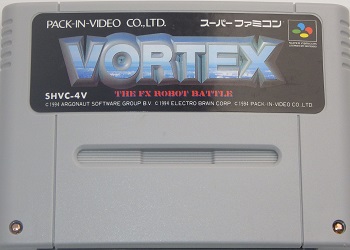 PACK-IN-VIDEO CO.,LTD. スーパーファミコン
VORTEX
SHVC-4V THE FX ROBOT BATTLE
©1994 ARGONAUT SOFTWARE GROUP B.V. ©1994 ELECTRO BRAIN CORP. ©1994 PACK-IN-VIDEO CO.,LTD.